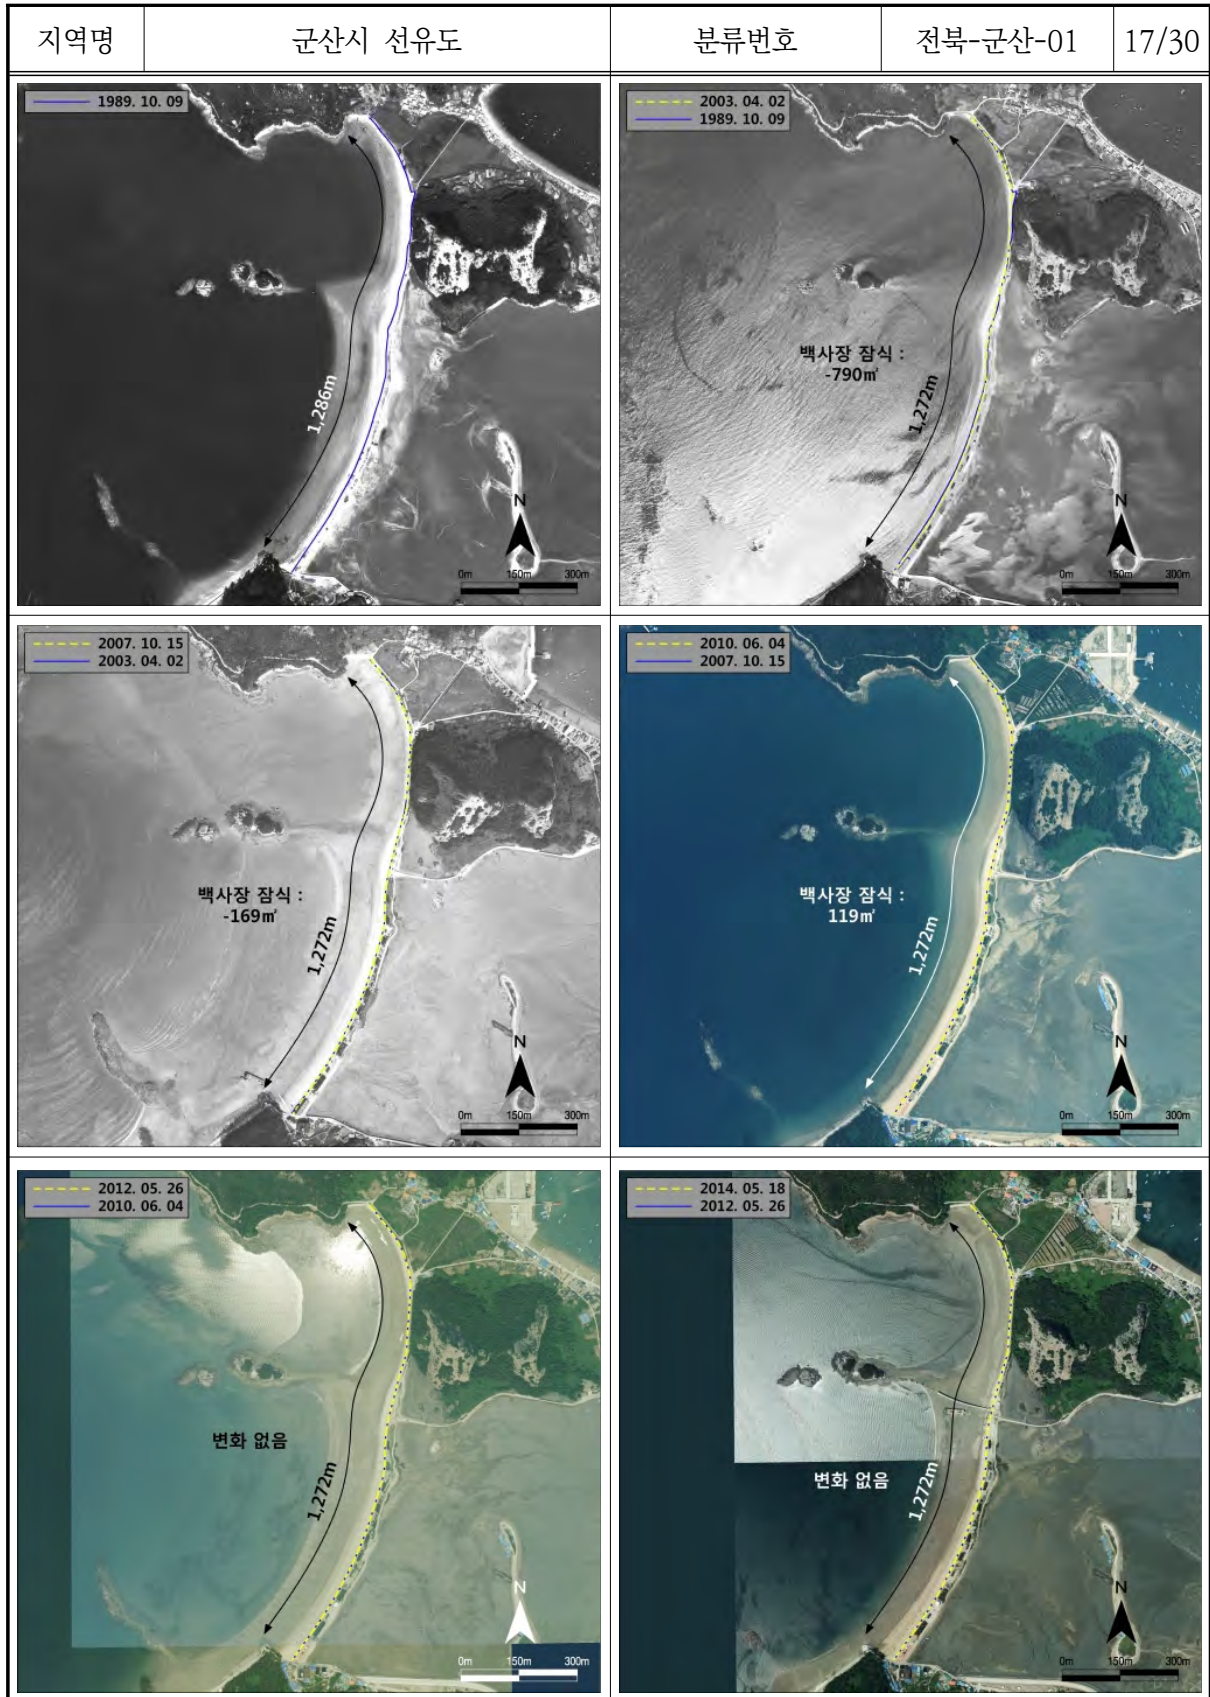 지역명 군산시 선유도 분류번호 전북-군산-01 17/30
1989. 10. 09
1,286m
N
0m 150m 300m
2003. 04. 02
1989. 10. 09
백사장 잠식 :
-790㎡
1,272m
N
0m 150m 300m
2007. 10. 15
2003. 04. 02
백사장 잠식 :
-169㎡
1,272m
N
0m 150m 300m
2010. 06. 04
2007. 10. 15
백사장 잠식 :
119㎡
1,272m
N
0m 150m 300m
2012. 05. 26
2010. 06. 04
변화 없음
1,272m
N
0m 150m 300m
2014. 05. 18
2012. 05. 26
변화 없음
1,272m
N
0m 150m 300m